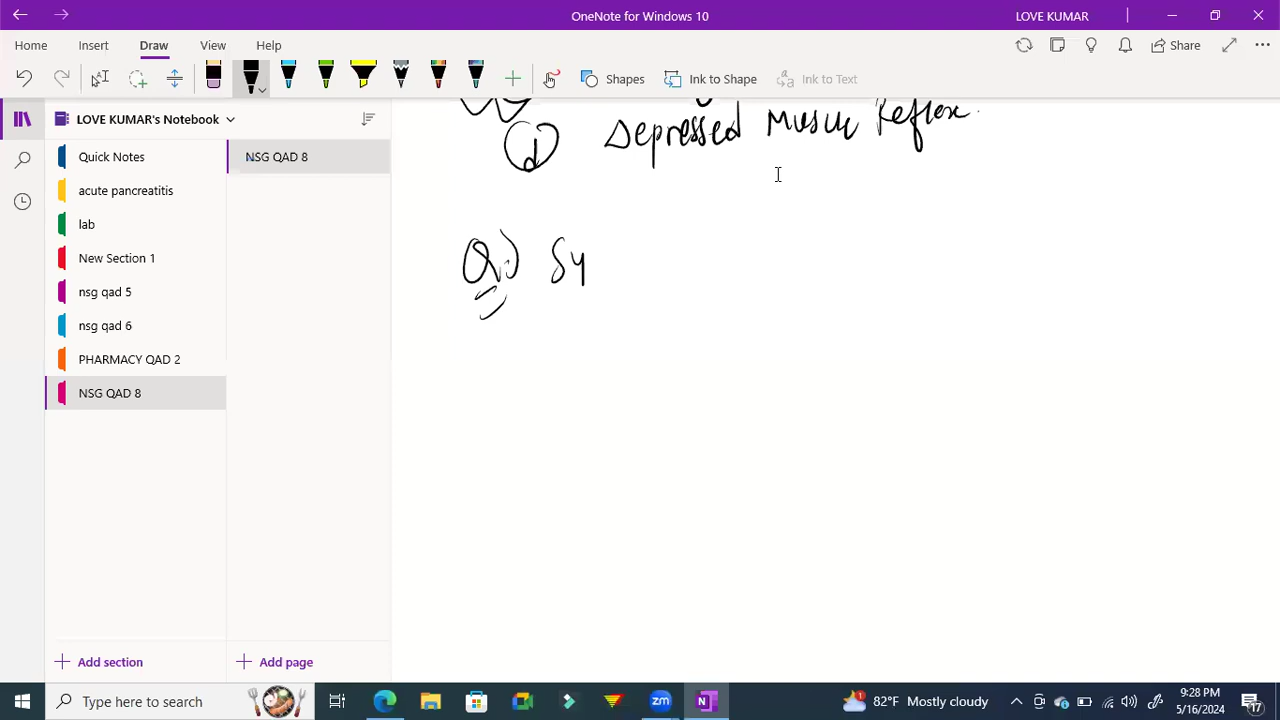 OneNote for Windows 10
LOVE KUMAR
Home Insert Draw View Help
Share
Shapes Ink to Shape Ink to Text
LOVE KUMAR's Notebook
Quick Notes
acute pancreatitis
lab
New Section 1
nsg qad 5
nsg qad 6
PHARMACY QAD 2
NSG QAD 8
NSG QAD 8
d Depressed Muscle Reflex
Q.) Sy
Add section
Add page
Type here to search
zm
N
1
82°F Mostly cloudy
9:28 PM
5/16/2024
17